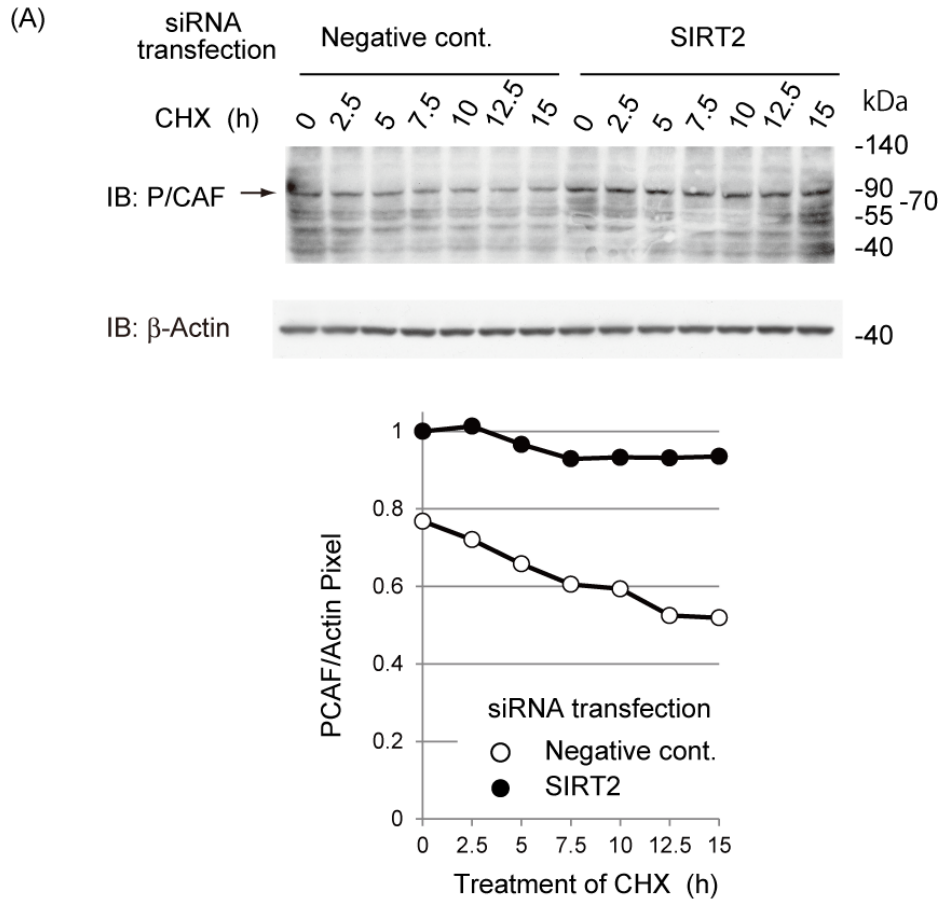 (A)
siRNA transfection
Negative cont. SIRT2
CHX (h) 0 2.5 5 7.5 10 12.5 15 0 2.5 5 7.5 10 12.5 15
kDa
-140
IB: P/CAF
-90
-70
-55
-40
IB: β-Actin
-40
PCAF/Actin Pixel
1
0.8
0.6
0.4
0.2
0
siRNA transfection
Negative cont.
SIRT2
0 2.5 5 7.5 10 12.5 15
Treatment of CHX (h)